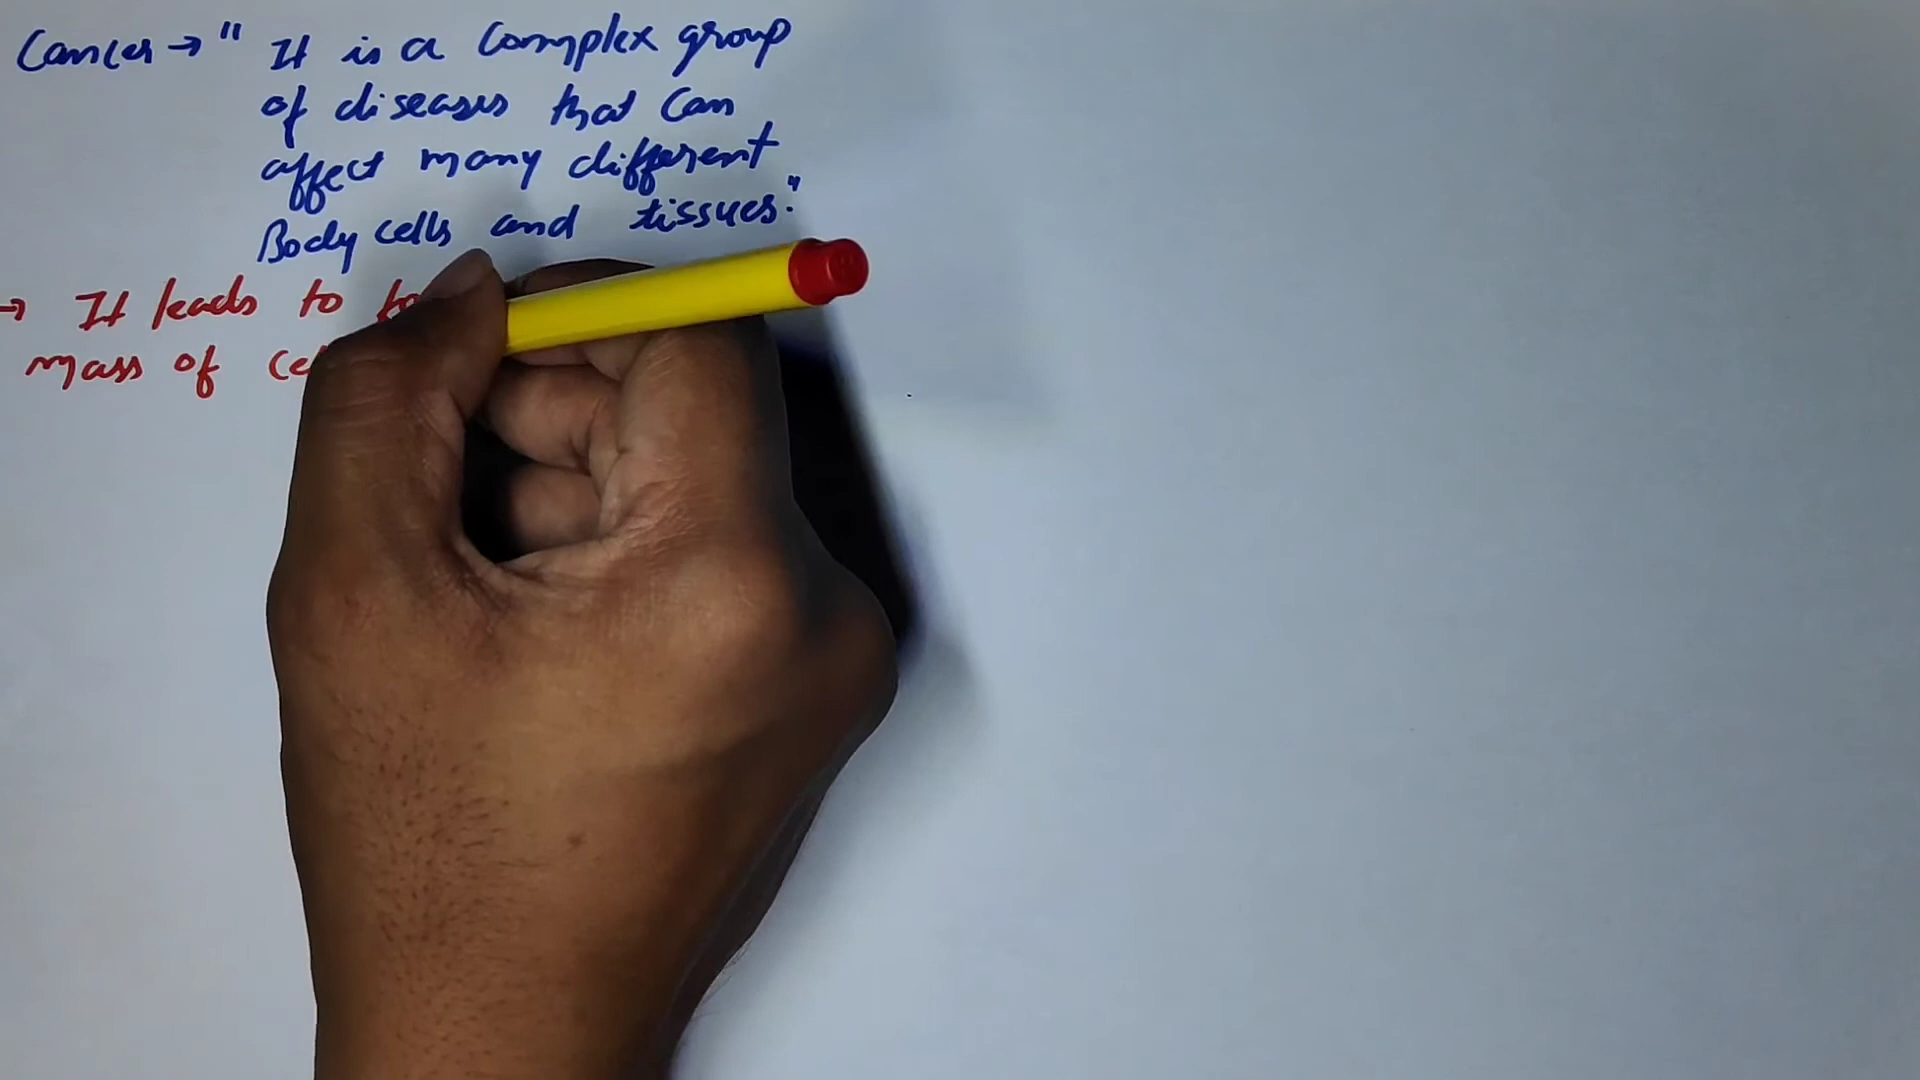 Cancer → " It is a complex group
of diseases that can
affect many different
Body cells and tissues."
→ It leads to
mass of